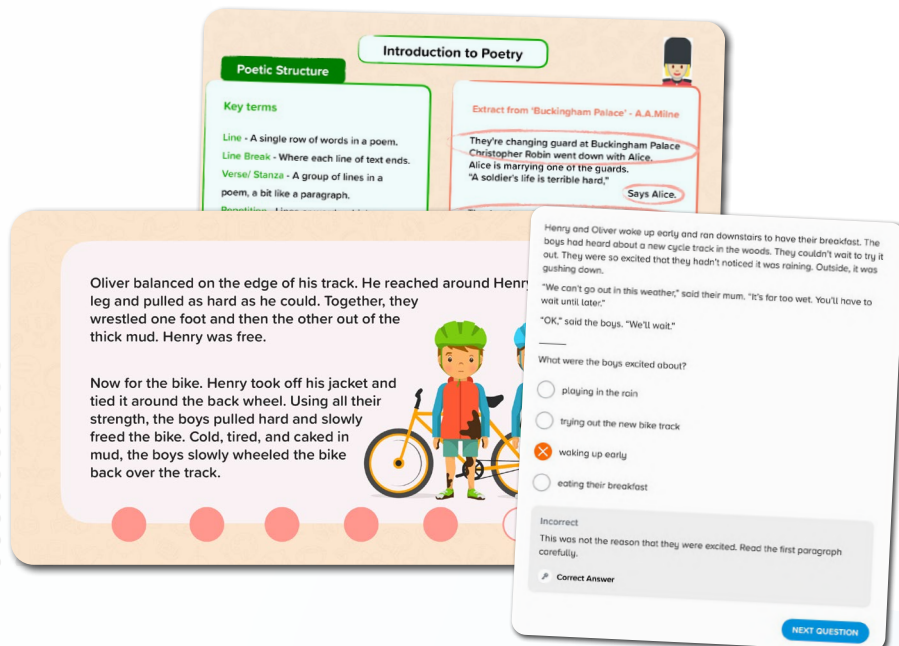 Introduction to Poetry
Poetic Structure
Key terms
Line - A single row of words in a poem.
Line Break - Where each line of text ends.
Verse/ Stanza - A group of lines in a
poem, a bit like a paragraph.
Extract from 'Buckingham Palace' - A.A.Milne
They're changing guard at Buckingham Palace
Christopher Robin went down with Alice.
Alice is marrying one of the guards.
"A soldier's life is terrible hard,"
Says Alice.
Oliver balanced on the edge of his track. He reached around Henry
leg and pulled as hard as he could. Together, they
wrestled one foot and then the other out of the
thick mud. Henry was free.
Now for the bike. Henry took off his jacket and
tied it around the back wheel. Using all their
strength, the boys pulled hard and slowly
freed the bike. Cold, tired, and caked in
mud, the boys slowly wheeled the bike
back over the track.
Henry and Oliver woke up early and ran downstairs to have their breakfast. The
boys had heard about a new cycle track in the woods. They couldn't wait to try it
out. They were so excited that they hadn't noticed it was raining. Outside, it was
gushing down.
"We can't go out in this weather," said their mum. "It's far too wet. You'll have to
wait until later."
"OK," said the boys. "We'll wait."
What were the boys excited about?
playing in the rain
trying out the new bike track
waking up early
eating their breakfast
Incorrect
This was not the reason that they were excited. Read the first paragraph
carefully.
Correct Answer
NEXT QUESTION